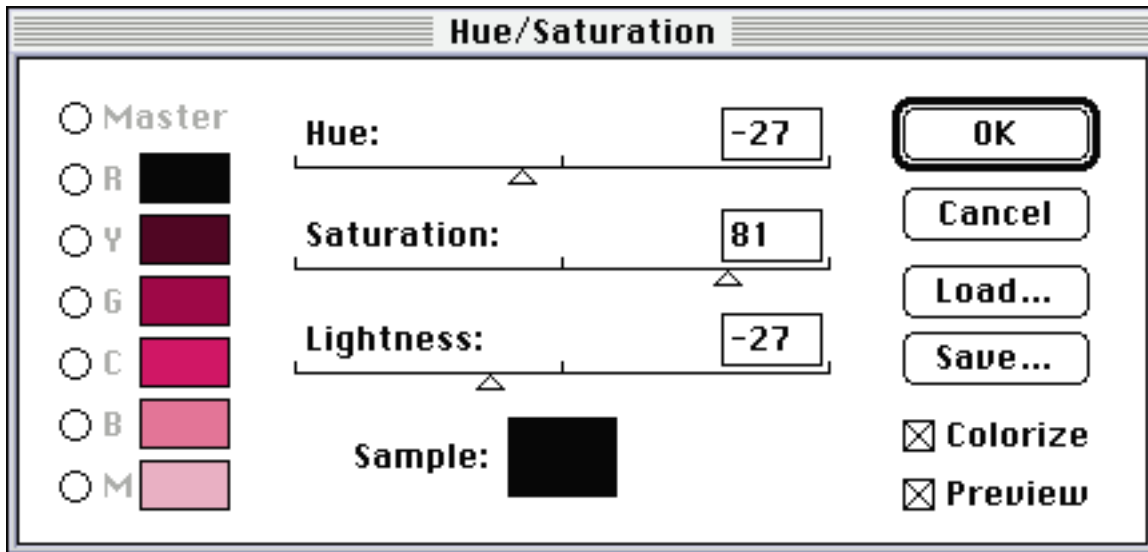 Hue/Saturation
Master
R
Y
G
C
B
M
Hue: -27
Saturation: 81
Lightness: -27
Sample:
OK
Cancel
Load...
Save...
Colorize
Preview